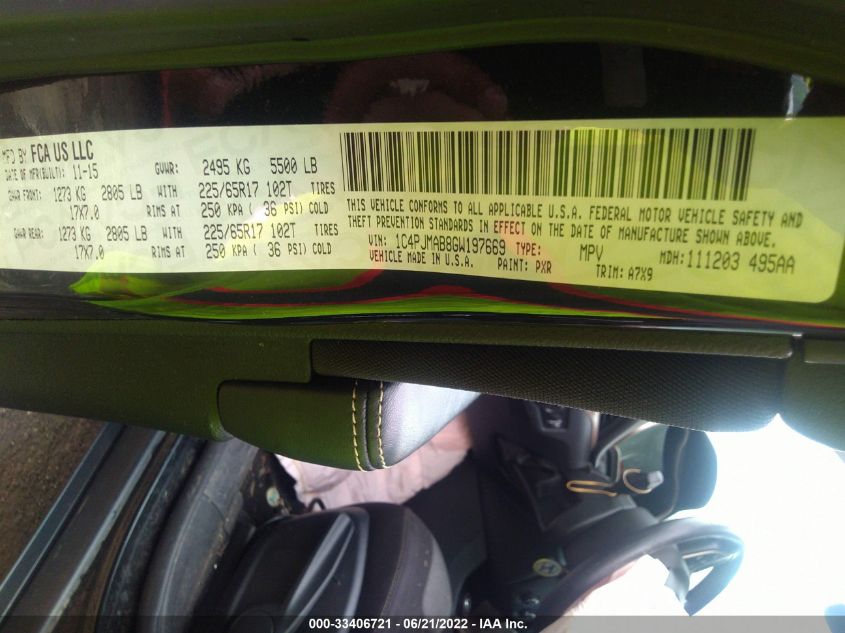 MFD BY FCA US LLC
DATE OF MFR(BUILT): 11-15 GVWR: 2495 KG 5500 LB
GAWR FRONT: 1273 KG 2805 LB WITH 225/65R17 102T TIRES
17X7.0 RIMS AT 250 KPA ( 36 PSI) COLD
GAWR REAR: 1273 KG 2805 LB WITH 225/65R17 102T TIRES
17X7.0 RIMS AT 250 KPA ( 36 PSI) COLD
THIS VEHICLE CONFORMS TO ALL APPLICABLE U.S.A. FEDERAL MOTOR VEHICLE SAFETY AND
THEFT PREVENTION STANDARDS IN EFFECT ON THE DATE OF MANUFACTURE SHOWN ABOVE.
VIN: 1C4PJMAB8GW197669 TYPE: MPV MDH: 111203 495AA
VEHICLE MADE IN U.S.A. PAINT: PXR TRIM: A7X9
000-33406721 - 06/21/2022 - IAA Inc.